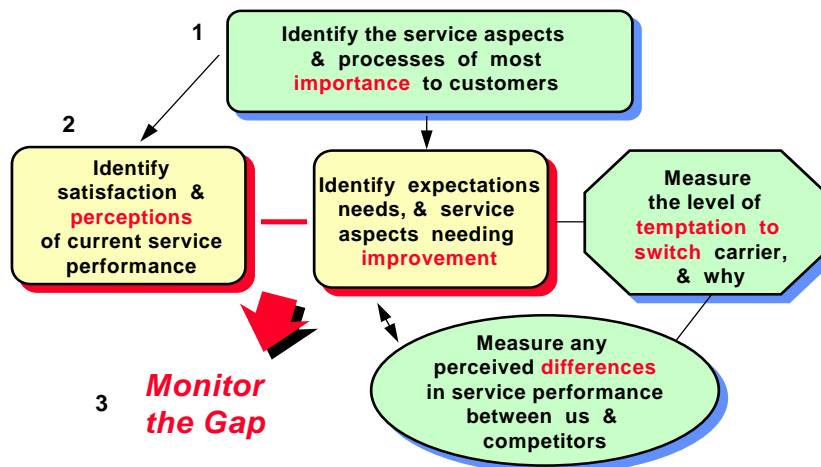 1
Identify the service aspects
& processes of most
importance to customers
2
Identify
satisfaction &
perceptions
of current service
performance
Identify expectations
needs, & service
aspects needing
improvement
Measure
the level of
temptation to
switch carrier,
& why
3
Monitor
the Gap
Measure any
perceived differences
in service performance
between us &
competitors